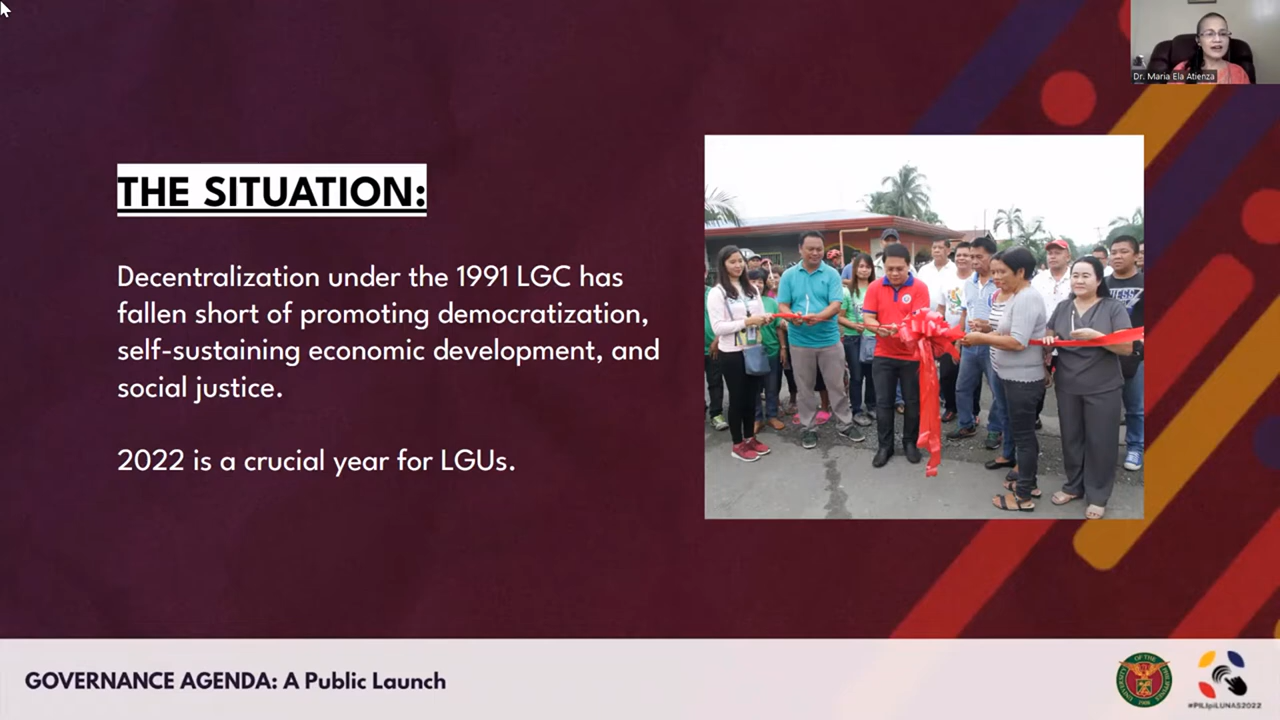 Dr. Maria Ela Atienza
THE SITUATION:
Decentralization under the 1991 LGC has
fallen short of promoting democratization,
self-sustaining economic development, and
social justice.
2022 is a crucial year for LGUs.
GOVERNANCE AGENDA: A Public Launch
#PILIpiLUNAS2022